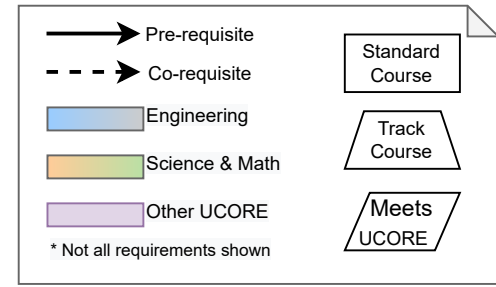 Pre-requisite
Co-requisite
Engineering
Science & Math
Other UCORE
* Not all requirements shown
Standard
Course
Track
Course
Meets
UCORE